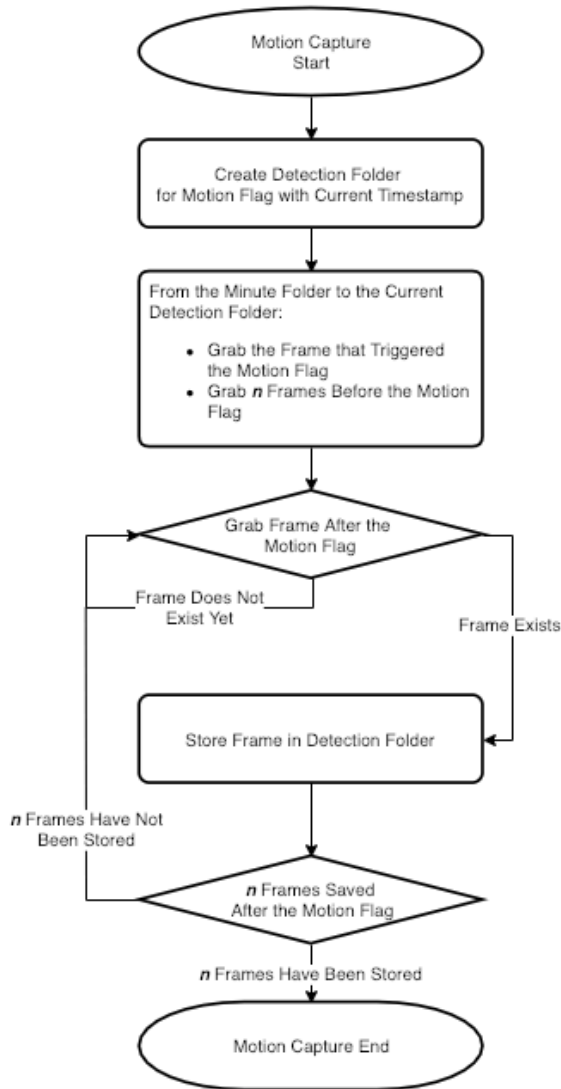 Motion Capture
Start
Create Detection Folder
for Motion Flag with Current Timestamp
From the Minute Folder to the Current
Detection Folder:
• Grab the Frame that Triggered
the Motion Flag
• Grab n Frames Before the Motion
Flag
Grab Frame After the
Motion Flag
Frame Does Not
Exist Yet
Frame Exists
Store Frame in Detection Folder
n Frames Have Not
Been Stored
n Frames Saved
After the Motion Flag
n Frames Have Been Stored
Motion Capture End